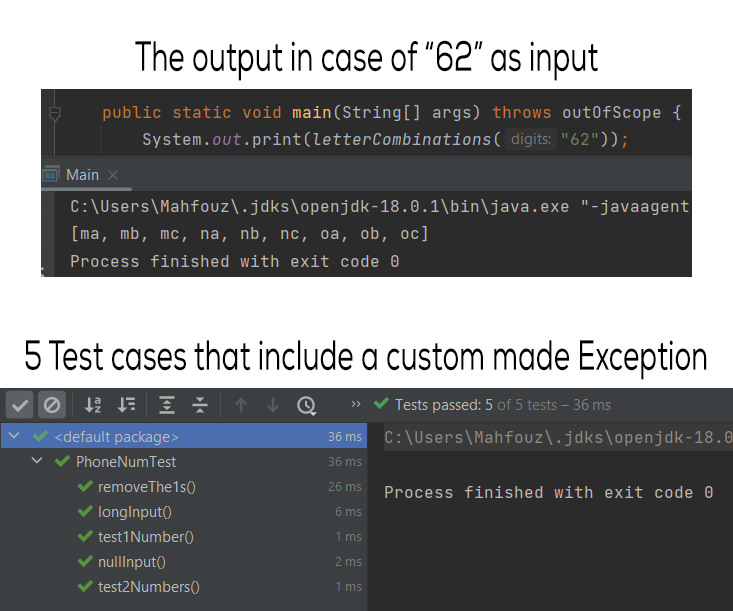 The output in case of “62” as input
public static void main(String[] args) throws outOfScope {
System.out.print(letterCombinations( digits: "62"));
Main
C:\Users\Mahfouz\.jdks\openjdk-18.0.1\bin\java.exe "-javaagent
[ma, mb, mc, na, nb, nc, oa, ob, oc]
Process finished with exit code 0
5 Test cases that include a custom made Exception
Tests passed: 5 of 5 tests – 36 ms
<default package> 36 ms
C:\Users\Mahfouz\.jdks\openjdk-18.0
PhoneNumTest 36 ms
removeThe1s() 26 ms
Process finished with exit code 0
longInput() 6 ms
test1Number() 1 ms
nullInput() 2 ms
test2Numbers() 1 ms